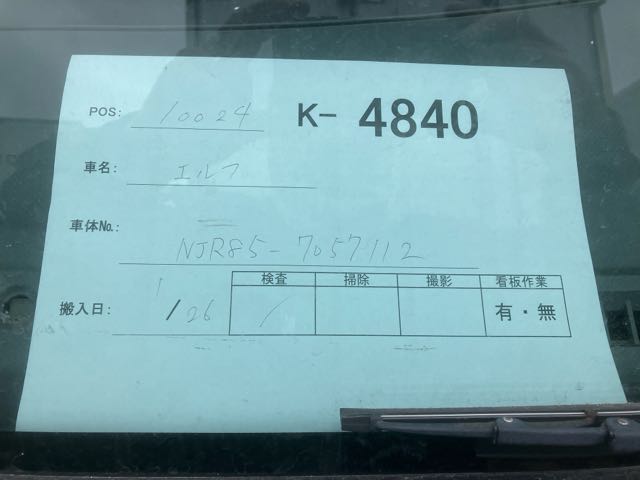 POS: 10024 K- 4840
車名: エルフ
車体No.: NJR85-7057112
検査 掃除 撮影 看板作業
搬入日: 1/26 / 有・無